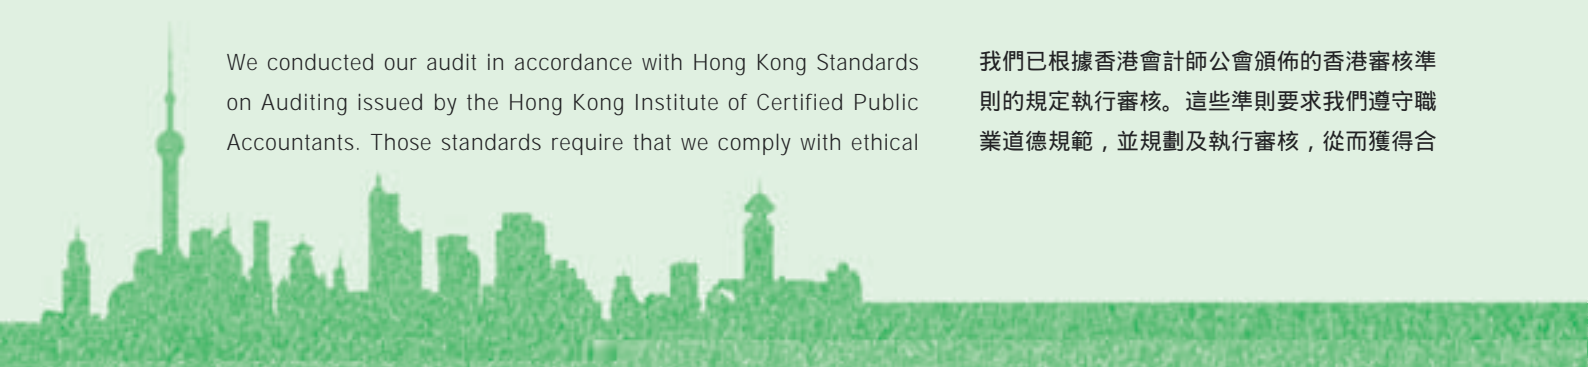 We conducted our audit in accordance with Hong Kong Standards
on Auditing issued by the Hong Kong Institute of Certified Public
Accountants. Those standards require that we comply with ethical
我們已根據香港會計師公會頒佈的香港審核準
則的規定執行審核。這些準則要求我們遵守職
業道德規範，並規劃及執行審核，從而獲得合